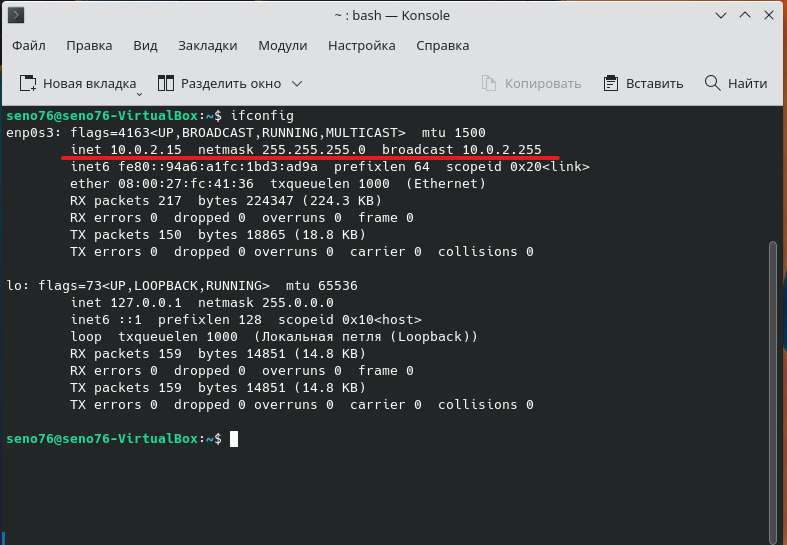 ~ : bash — Konsole
Файл Правка Вид Закладки Модули Настройка Справка
Новая вкладка Разделить окно Копировать Вставить Найти
seno76@seno76-VirtualBox:~$ ifconfig
enp0s3: flags=4163<UP,BROADCAST,RUNNING,MULTICAST>  mtu 1500
        inet 10.0.2.15  netmask 255.255.255.0  broadcast 10.0.2.255
        inet6 fe80::94a6:a1fc:1bd3:ad9a  prefixlen 64  scopeid 0x20<link>
        ether 08:00:27:fc:41:36  txqueuelen 1000  (Ethernet)
        RX packets 217  bytes 224347 (224.3 KB)
        RX errors 0  dropped 0  overruns 0  frame 0
        TX packets 150  bytes 18865 (18.8 KB)
        TX errors 0  dropped 0 overruns 0  carrier 0  collisions 0

lo: flags=73<UP,LOOPBACK,RUNNING>  mtu 65536
        inet 127.0.0.1  netmask 255.0.0.0
        inet6 ::1  prefixlen 128  scopeid 0x10<host>
        loop  txqueuelen 1000  (Локальная петля (Loopback))
        RX packets 159  bytes 14851 (14.8 KB)
        RX errors 0  dropped 0  overruns 0  frame 0
        TX packets 159  bytes 14851 (14.8 KB)
        TX errors 0  dropped 0 overruns 0  carrier 0  collisions 0

seno76@seno76-VirtualBox:~$